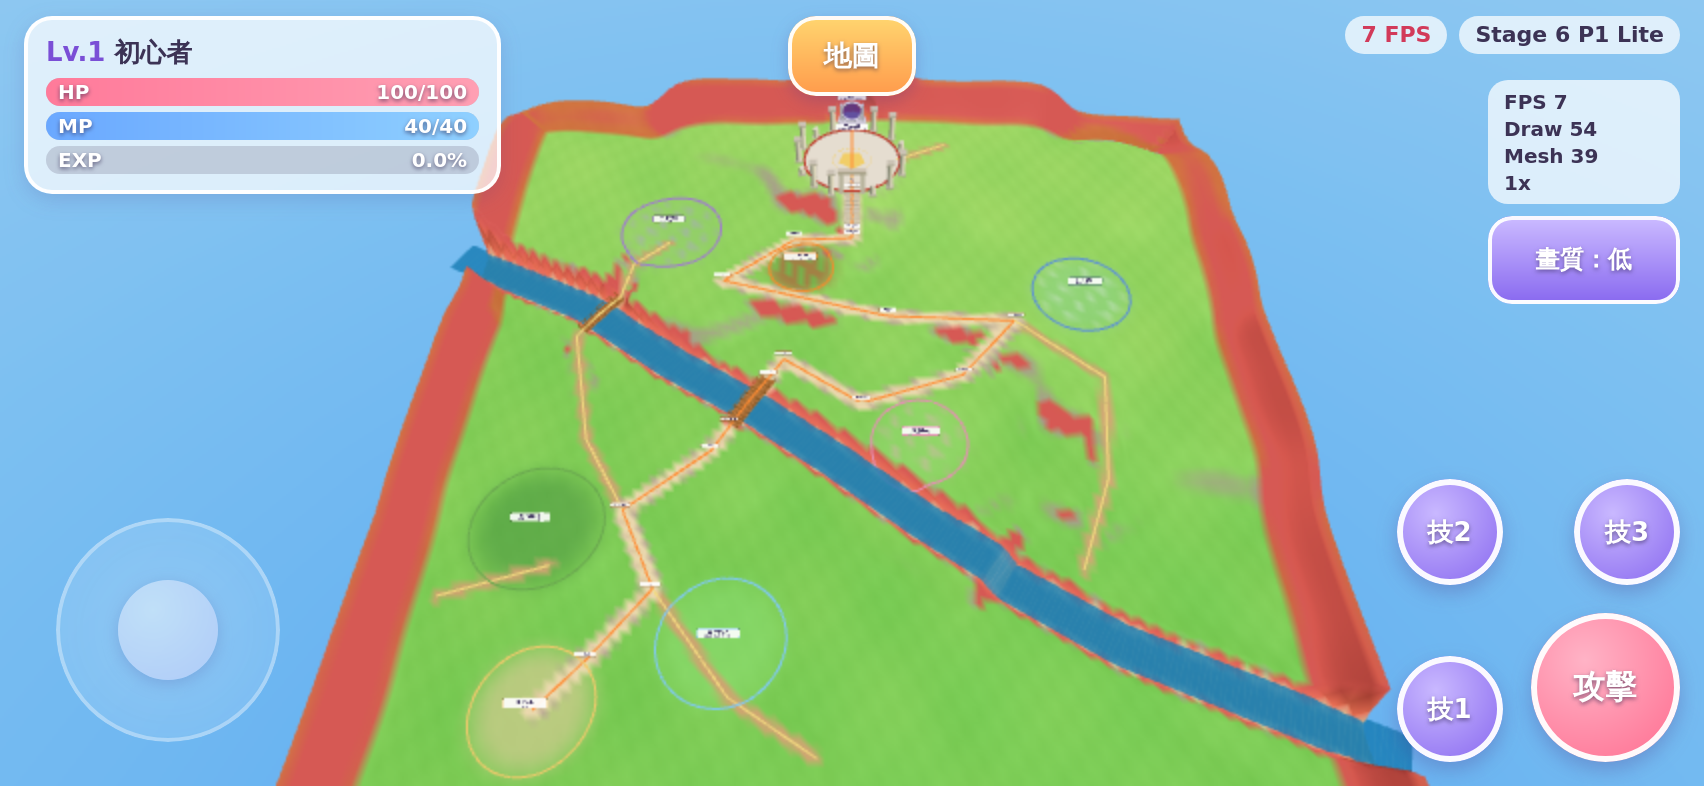 Lv.1 初心者
HP 100/100
MP 40/40
EXP 0.0%
地圖
7 FPS
Stage 6 P1 Lite
FPS 7
Draw 54
Mesh 39
1x
畫質：低
技2
技3
技1
攻擊